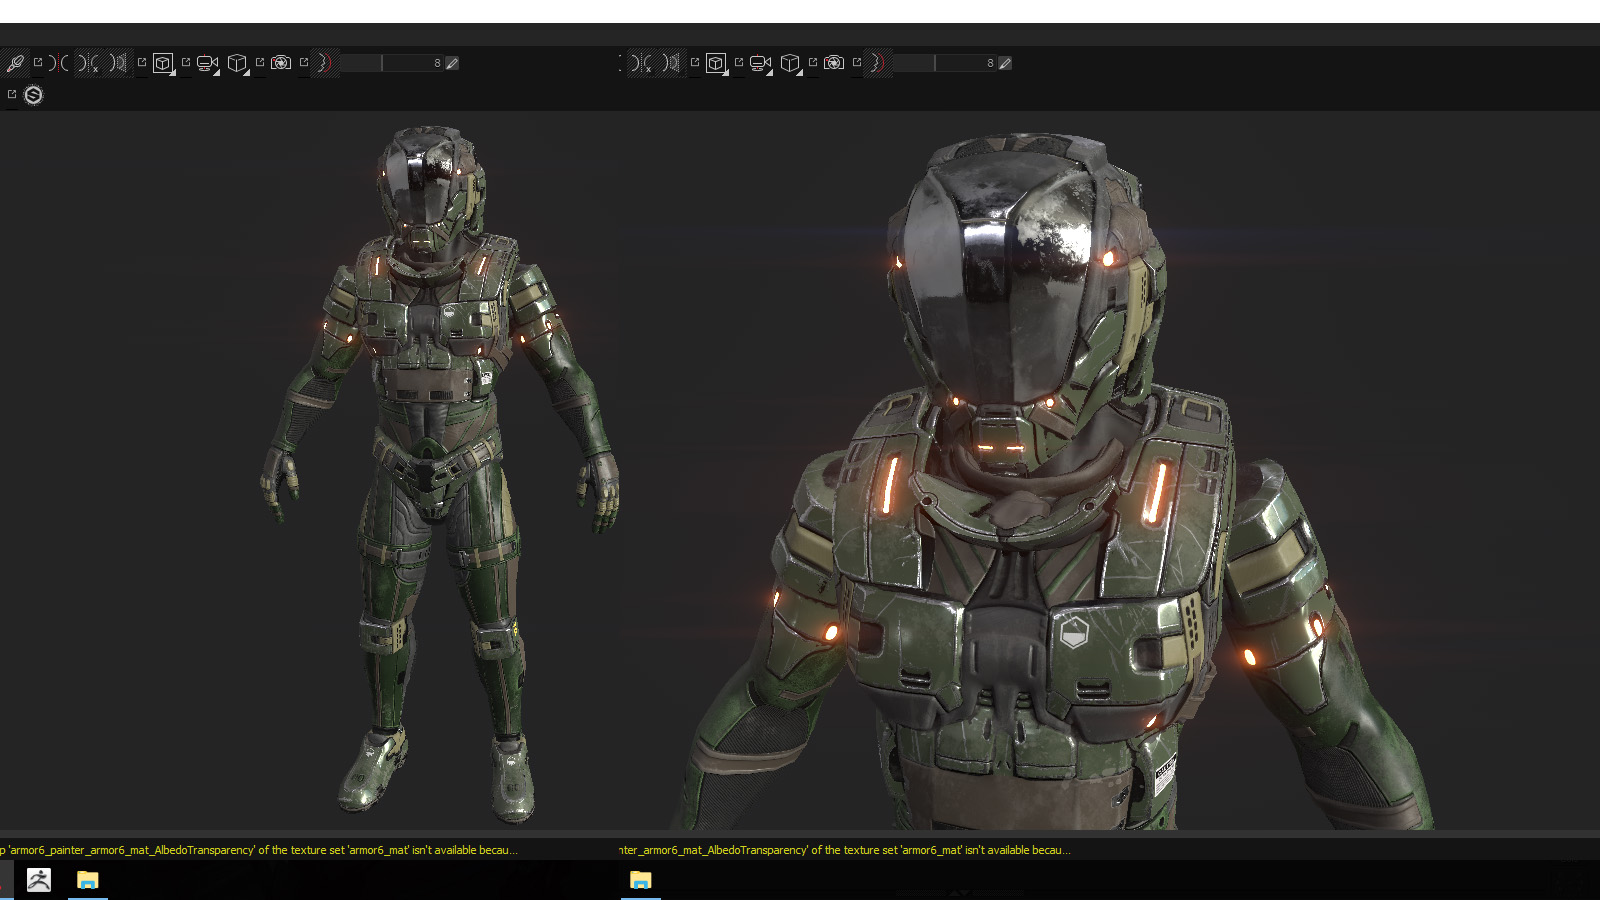 8
8
p 'armor6_painter_armor6_mat_AlbedoTransparency' of the texture set 'armor6_mat' isn't available becau...
nter_armor6_mat_AlbedoTransparency' of the texture set 'armor6_mat' isn't available becau...